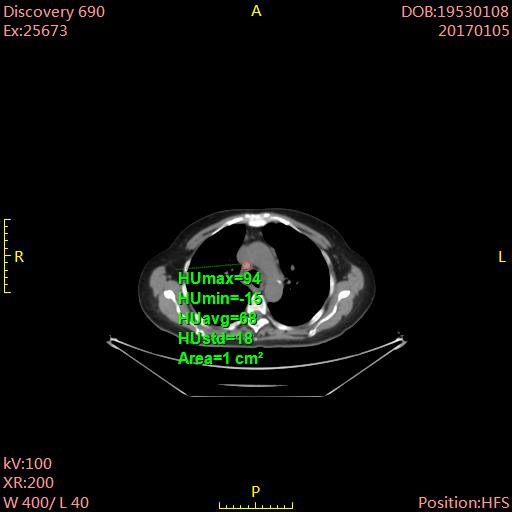 Discovery 690
Ex:25673
A
DOB:19530108
20170105
R
L
HUmax=94
HUmin=-15
HUavg=68
HUstd=18
Area=1 cm²
kV:100
XR:200
W 400/ L 40
P
Position:HFS